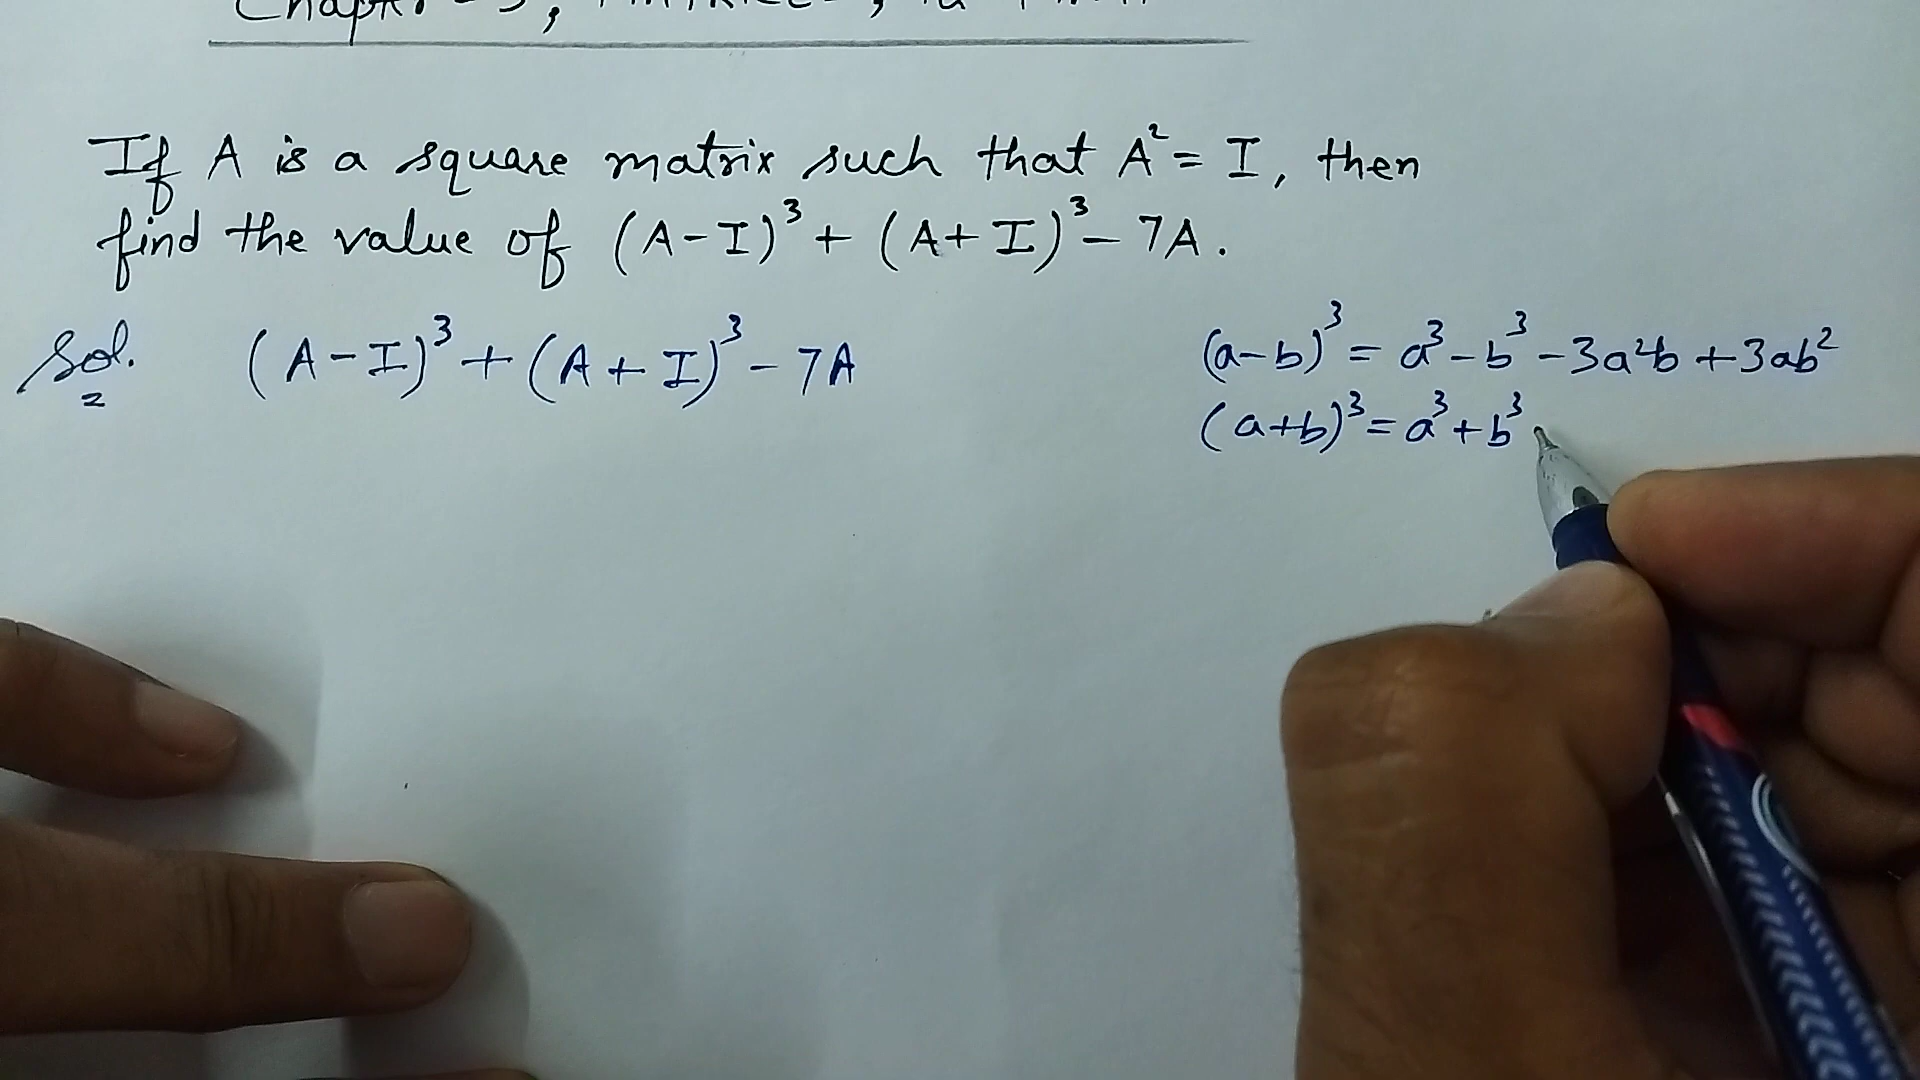 If A is a square matrix such that A² = I, then
find the value of (A-I)³ + (A+I)³ - 7A.
Sol. (A-I)³ + (A+I)³ - 7A
(a-b)³ = a³ - b³ - 3a²b + 3ab²
(a+b)³ = a³ + b³